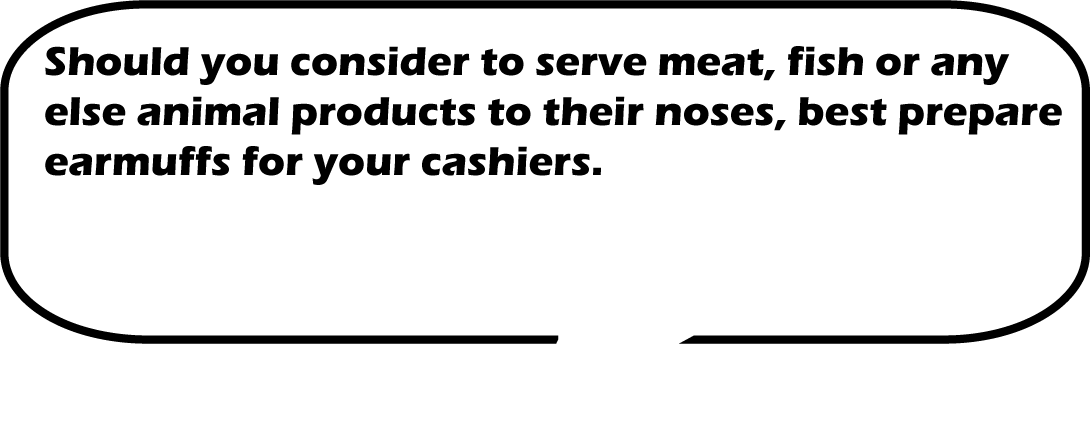 Should you consider to serve meat, fish or any
else animal products to their noses, best prepare
earmuffs for your cashiers.